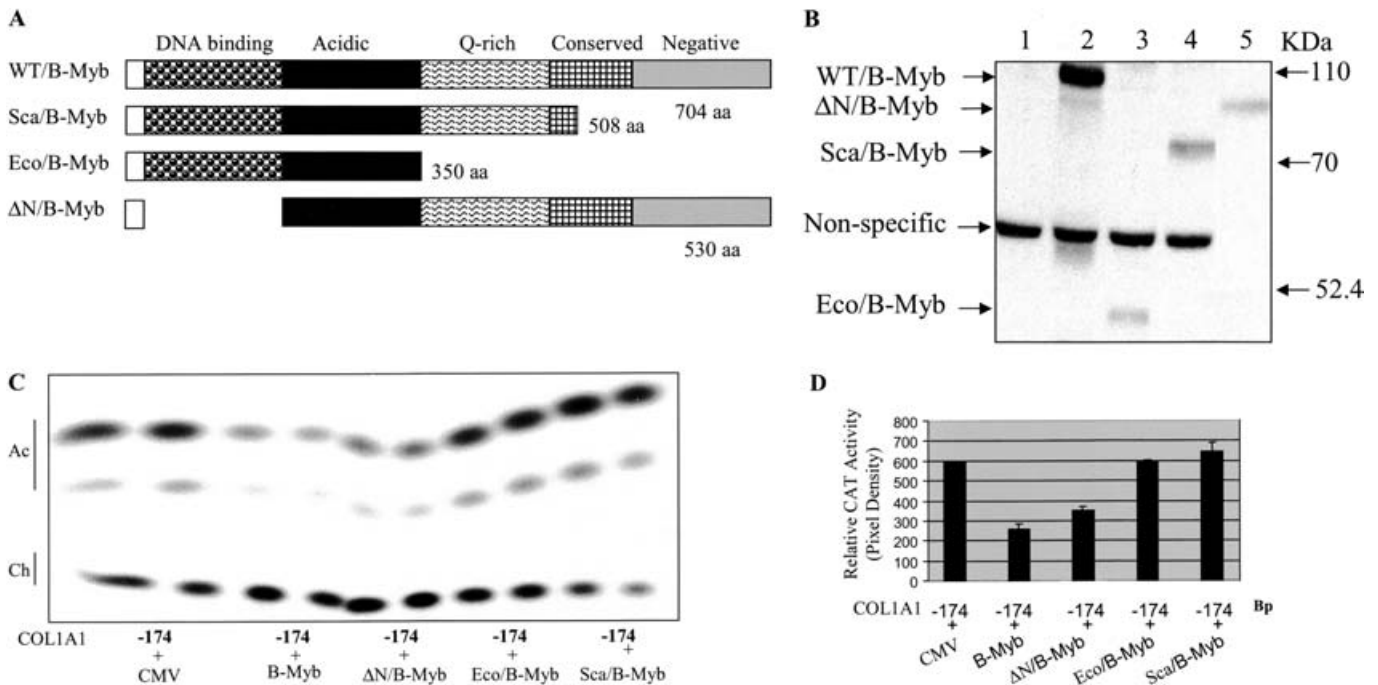 A
DNA binding Acidic Q-rich Conserved Negative
WT/B-Myb
704 aa
Sca/B-Myb
508 aa
Eco/B-Myb
350 aa
ΔN/B-Myb
530 aa
B
1 2 3 4 5 KDa
WT/B-Myb
110
ΔN/B-Myb
Sca/B-Myb
70
Non-specific
52.4
Eco/B-Myb
C
Ac
Ch
COL1A1 -174 -174 -174 -174 -174
+ + + + +
CMV B-Myb ΔN/B-Myb Eco/B-Myb Sca/B-Myb
D
Relative CAT Activity
(Pixel Density)
800
700
600
500
400
300
200
100
0
COL1A1 -174 -174 -174 -174 -174 Bp
+ + + + +
CMV B-Myb ΔN/B-Myb Eco/B-Myb Sca/B-Myb